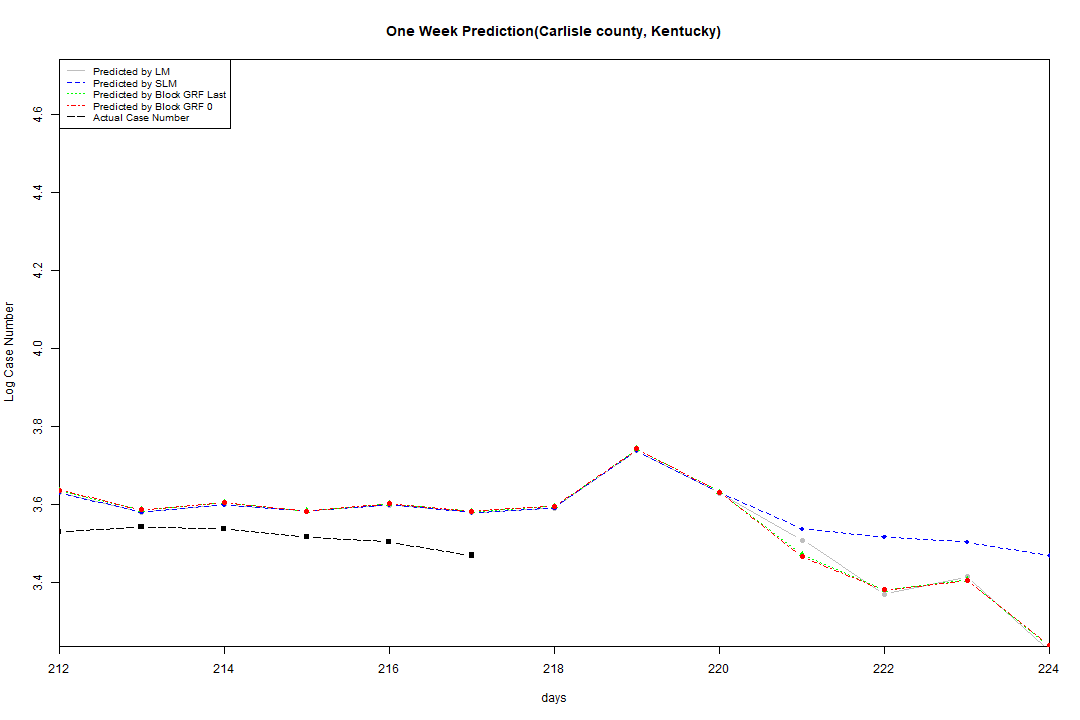 One Week Prediction(Carlisle county, Kentucky)
Predicted by LM
Predicted by SLM
Predicted by Block GRF Last
Predicted by Block GRF 0
Actual Case Number
4.6
4.4
4.2
4.0
3.8
3.6
3.4
Log Case Number
212 214 216 218 220 222 224
days